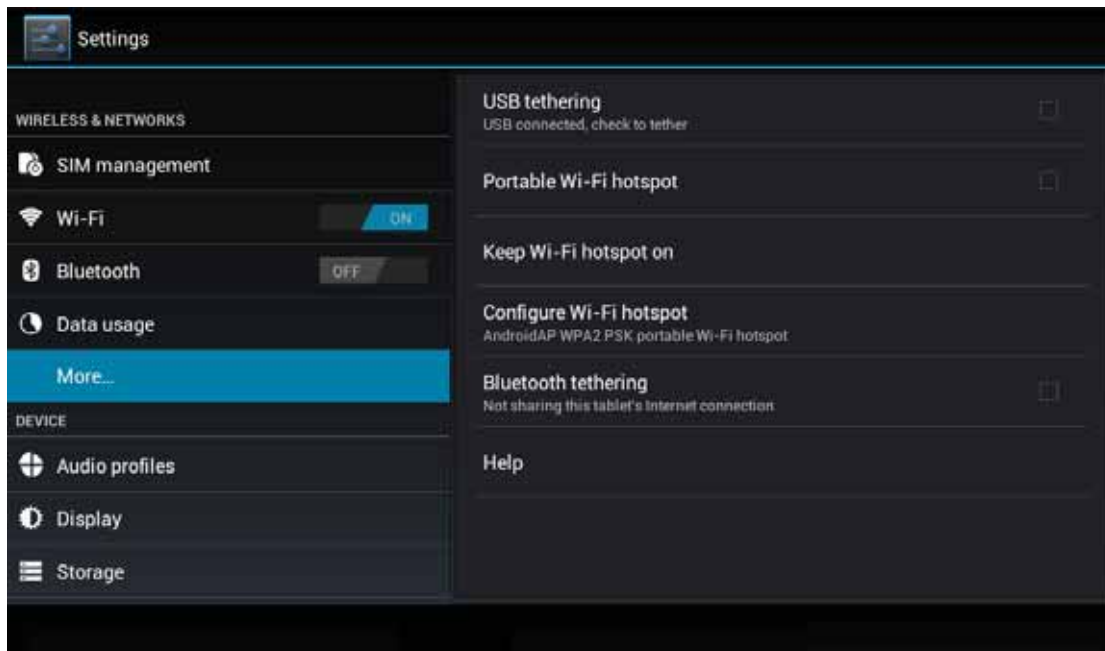 Settings
WIRELESS & NETWORKS
SIM management
Wi-Fi
ON
Bluetooth
OFF
Data usage
More...
DEVICE
Audio profiles
Display
Storage
USB tethering
USB connected, check to tether
Portable Wi-Fi hotspot
Keep Wi-Fi hotspot on
Configure Wi-Fi hotspot
AndroidAP WPA2 PSK portable Wi-Fi hotspot
Bluetooth tethering
Not sharing this tablet's Internet connection
Help